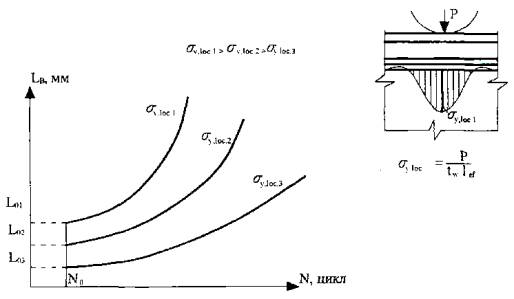 P
σy,loc.1 > σy,loc.2 > σy,loc.3
Lв, мм
σy,loc.1
σy,loc.2
σy,loc.3
σy,loc.1
σy,loc = P / tw lef
L01
L02
L03
N0
N, цикл